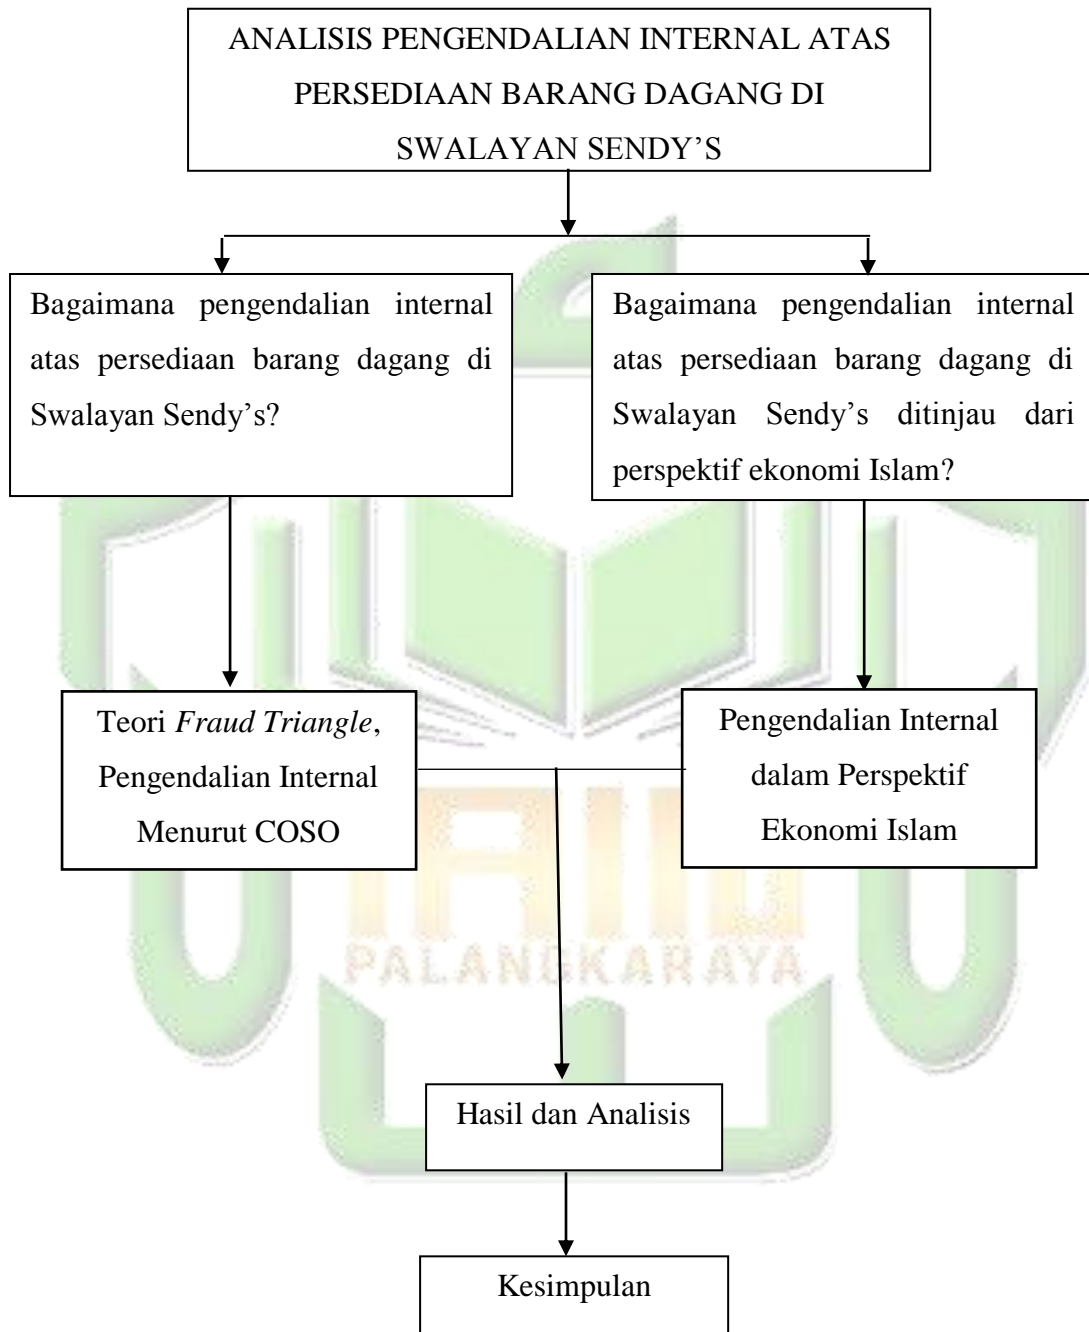 ANALISIS PENGENDALIAN INTERNAL ATAS
PERSEDIAAN BARANG DAGANG DI
SWALAYAN SENDY’S
Bagaimana pengendalian internal
atas persediaan barang dagang di
Swalayan Sendy’s?
Bagaimana pengendalian internal
atas persediaan barang dagang di
Swalayan Sendy’s ditinjau dari
perspektif ekonomi Islam?
Teori Fraud Triangle,
Pengendalian Internal
Menurut COSO
Pengendalian Internal
dalam Perspektif
Ekonomi Islam
IAIN
PALANGKARAYA
Hasil dan Analisis
Kesimpulan